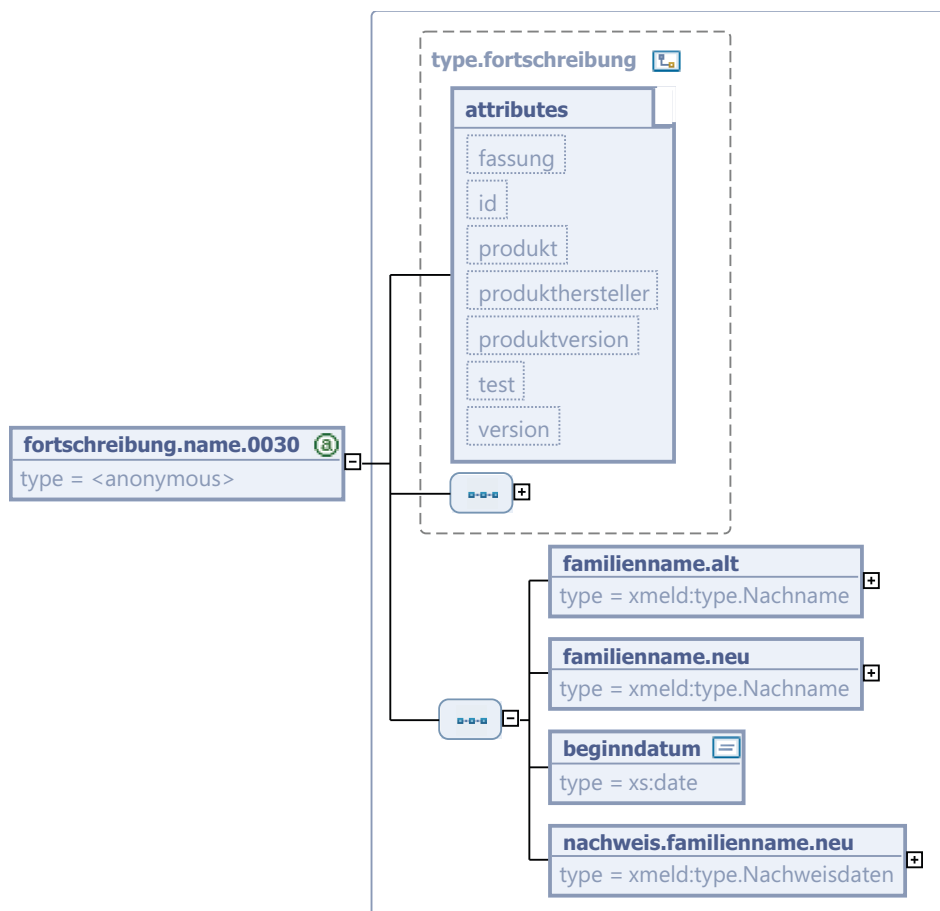 type.fortschreibung
attributes
fassung
id
produkt
produkthersteller
produktversion
test
version
fortschreibung.name.0030
type = <anonymous>
familienname.alt
type = xmeld:type.Nachname
familienname.neu
type = xmeld:type.Nachname
beginndatum
type = xs:date
nachweis.familienname.neu
type = xmeld:type.Nachweisdaten